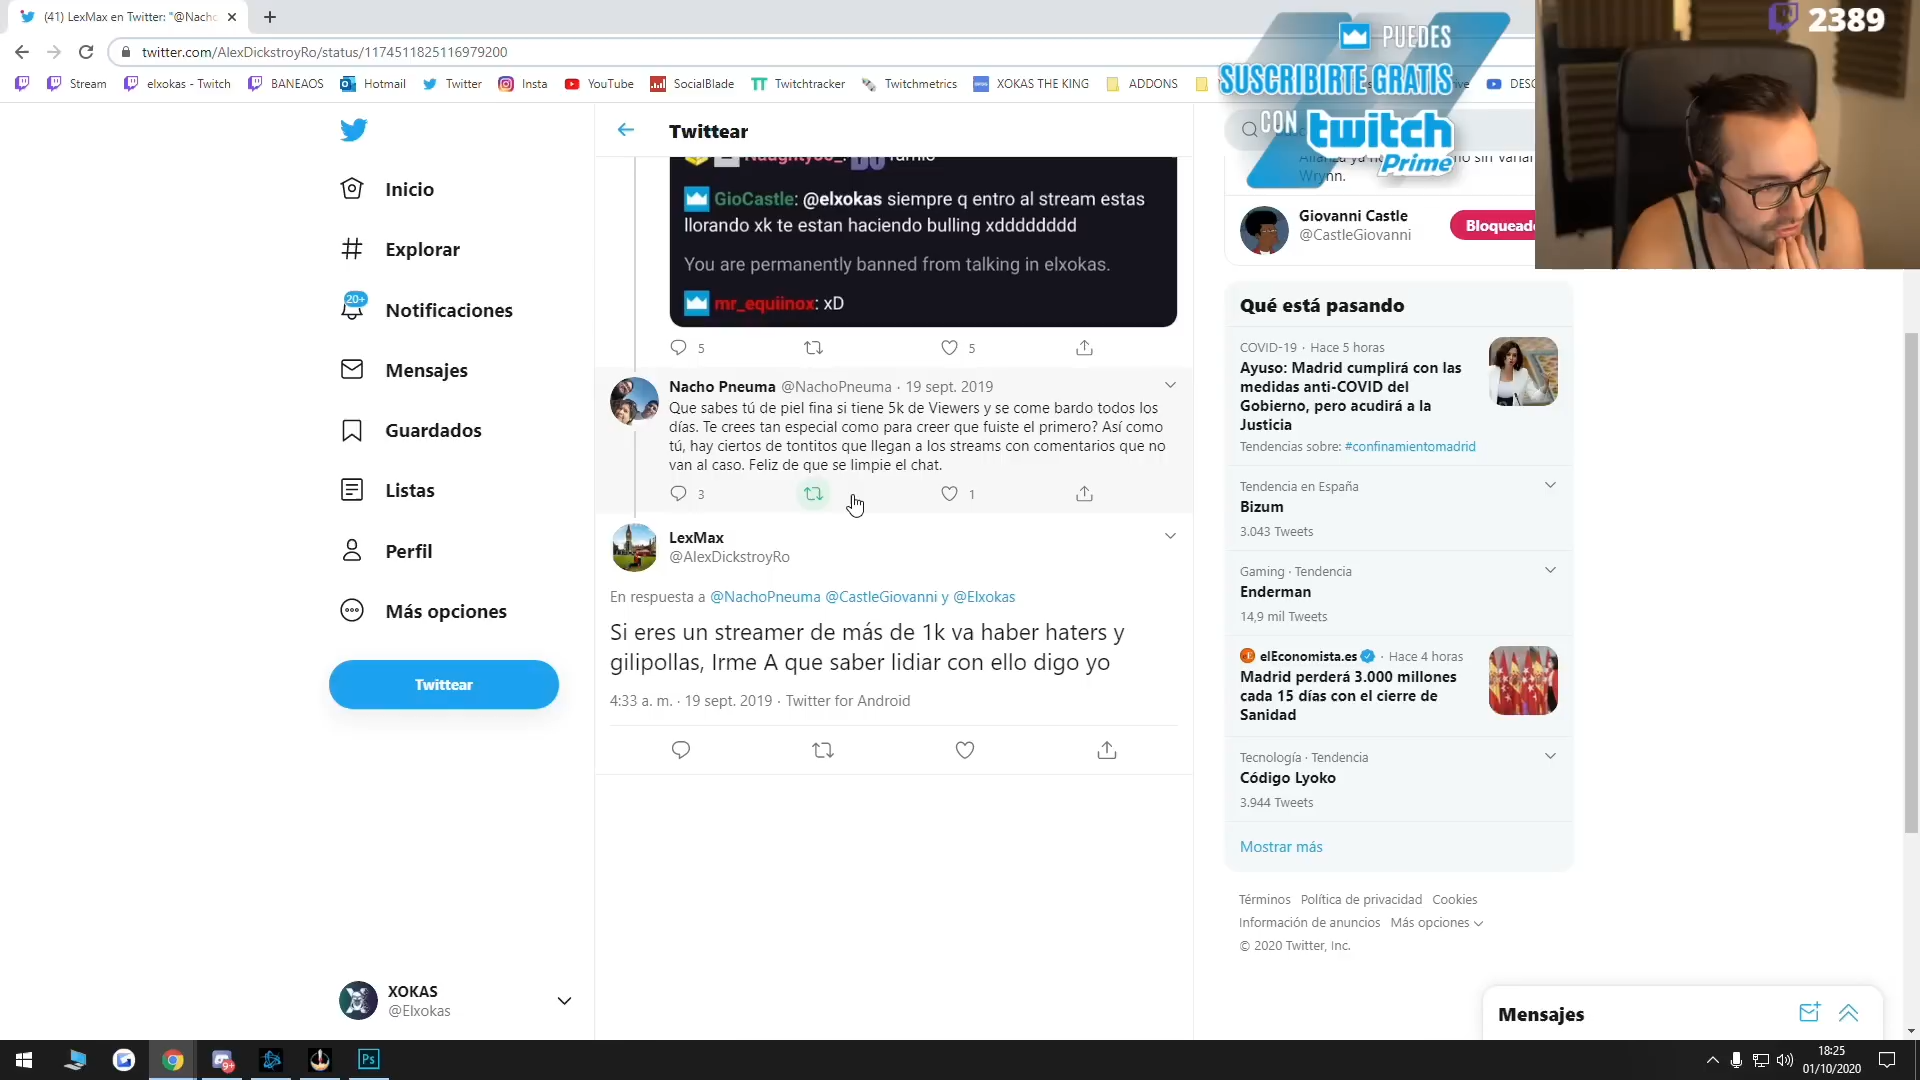 (41) LexMax en Twitter: "@Nacho
twitter.com/AlexDickstroyRo/status/1174511825116979200
Stream
elxokas - Twitch
BANEAOS
Hotmail
Twitter
Insta
YouTube
SocialBlade
Twitchtracker
Twitchmetrics
XOKAS THE KING
ADDONS
PUEDES
SUSCRIBIRTE GRATIS
CON twitch
Prime
2389
Inicio
Explorar
20+
Notificaciones
Mensajes
Guardados
Listas
Perfil
Más opciones
Twittear
XOKAS
@Elxokas
Twittear
GioCastle: @elxokas siempre q entro al stream estas
llorando xk te estan haciendo bulling xdddddddd
You are permanently banned from talking in elxokas.
mr_equiinox: xD
5
5
Nacho Pneuma @NachoPneuma · 19 sept. 2019
Que sabes tú de piel fina si tiene 5k de Viewers y se come bardo todos los
días. Te crees tan especial como para creer que fuiste el primero? Así como
tú, hay ciertos de tontitos que llegan a los streams con comentarios que no
van al caso. Feliz de que se limpie el chat.
3
1
LexMax
@AlexDickstroyRo
En respuesta a @NachoPneuma @CastleGiovanni y @Elxokas
Si eres un streamer de más de 1k va haber haters y
gilipollas, Irme A que saber lidiar con ello digo yo
4:33 a. m. · 19 sept. 2019 · Twitter for Android
Wrynn.
Giovanni Castle
@CastleGiovanni
Bloqueado
Qué está pasando
COVID-19 · Hace 5 horas
Ayuso: Madrid cumplirá con las
medidas anti-COVID del
Gobierno, pero acudirá a la
Justicia
Tendencias sobre: #confinamientomadrid
Tendencia en España
Bizum
3.043 Tweets
Gaming · Tendencia
Enderman
14,9 mil Tweets
elEconomista.es · Hace 4 horas
Madrid perderá 3.000 millones
cada 15 días con el cierre de
Sanidad
Tecnología · Tendencia
Código Lyoko
3.944 Tweets
Mostrar más
Términos Política de privacidad Cookies
Información de anuncios Más opciones
© 2020 Twitter, Inc.
Mensajes
9+
Ps
18:25
01/10/2020